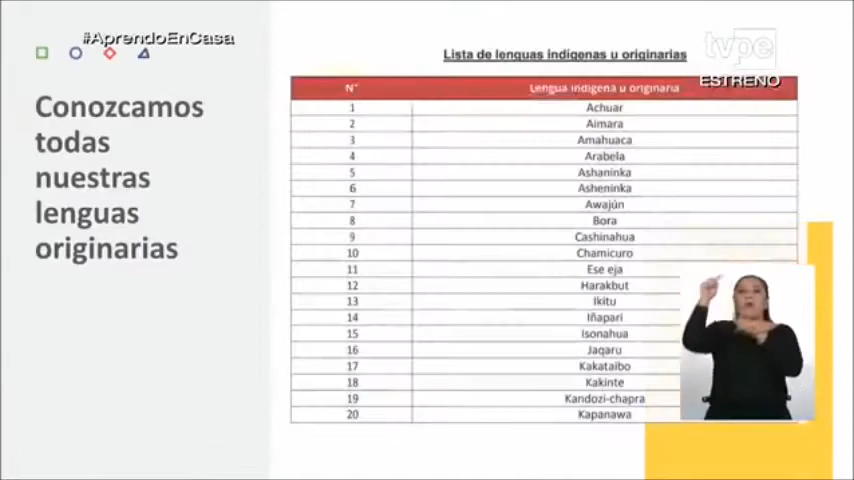 #AprendoEnCasa
tvpe
ESTRENO
Conozcamos
todas
nuestras
lenguas
originarias
Lista de lenguas indígenas u originarias
N° Lengua indígena u originaria
1 Achuar
2 Aimara
3 Amahuaca
4 Arabela
5 Ashaninka
6 Asheninka
7 Awajún
8 Bora
9 Cashinahua
10 Chamicuro
11 Ese eja
12 Harakbut
13 Ikitu
14 Iñapari
15 Isonahua
16 Jaqaru
17 Kakataibo
18 Kakinte
19 Kandozi-chapra
20 Kapanawa